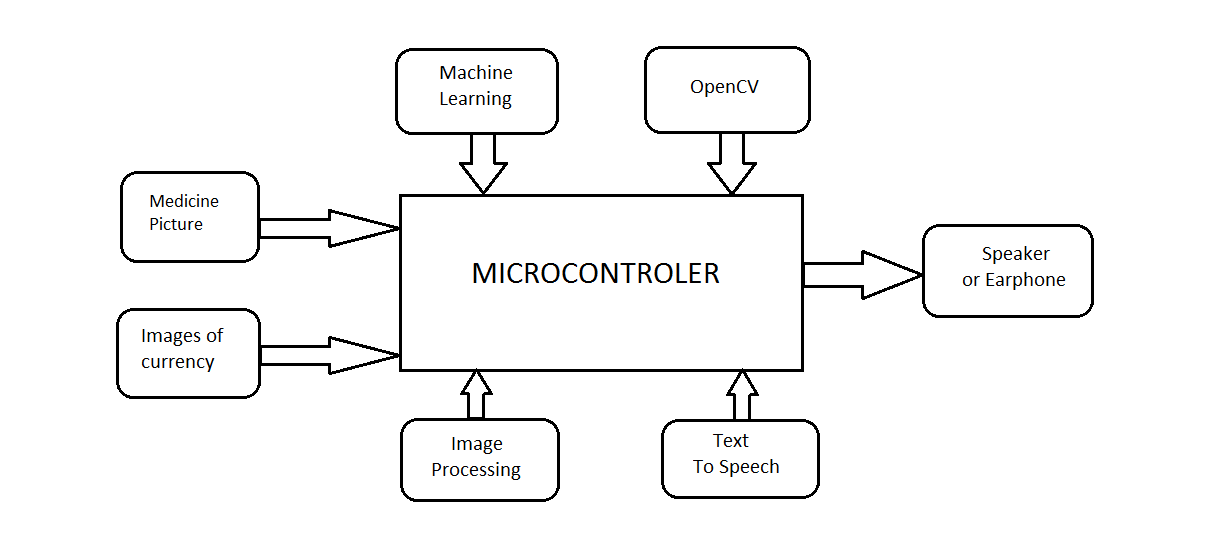 Machine
Learning
OpenCV
Medicine
Picture
MICROCONTROLER
Speaker
or Earphone
Images of
currency
Image
Processing
Text
To Speech